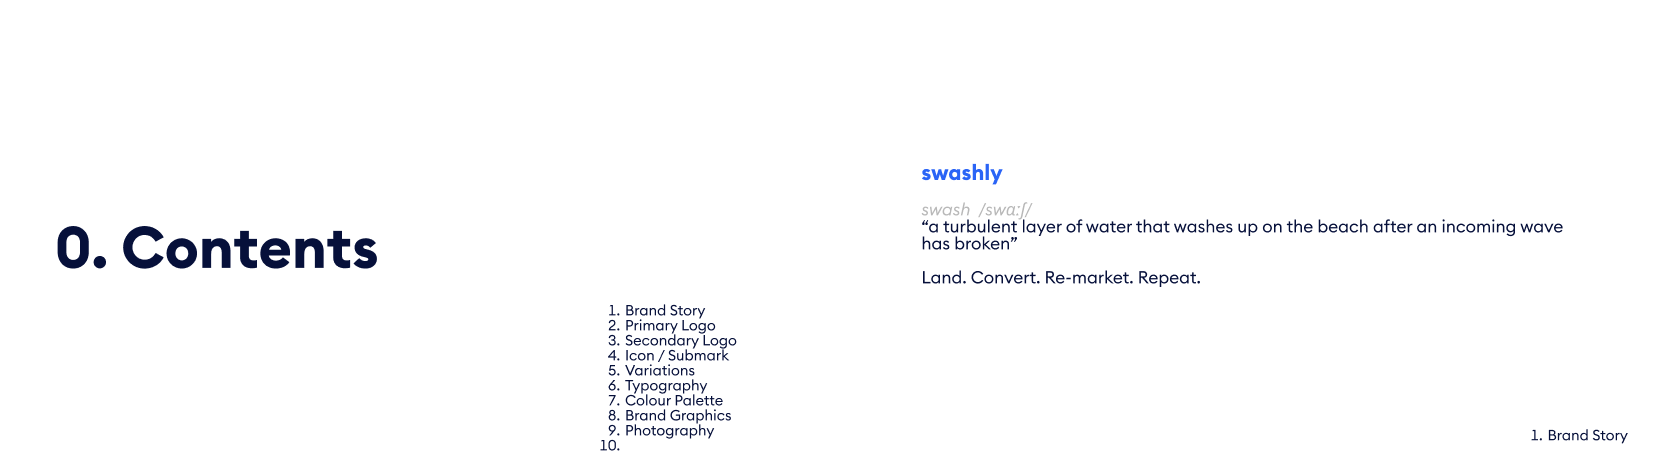 0. Contents
1. Brand Story
2. Primary Logo
3. Secondary Logo
4. Icon / Submark
5. Variations
6. Typography
7. Colour Palette
8. Brand Graphics
9. Photography
10.
swashly
swash /swɑːʃ/
“a turbulent layer of water that washes up on the beach after an incoming wave
has broken”
Land. Convert. Re-market. Repeat.
1. Brand Story